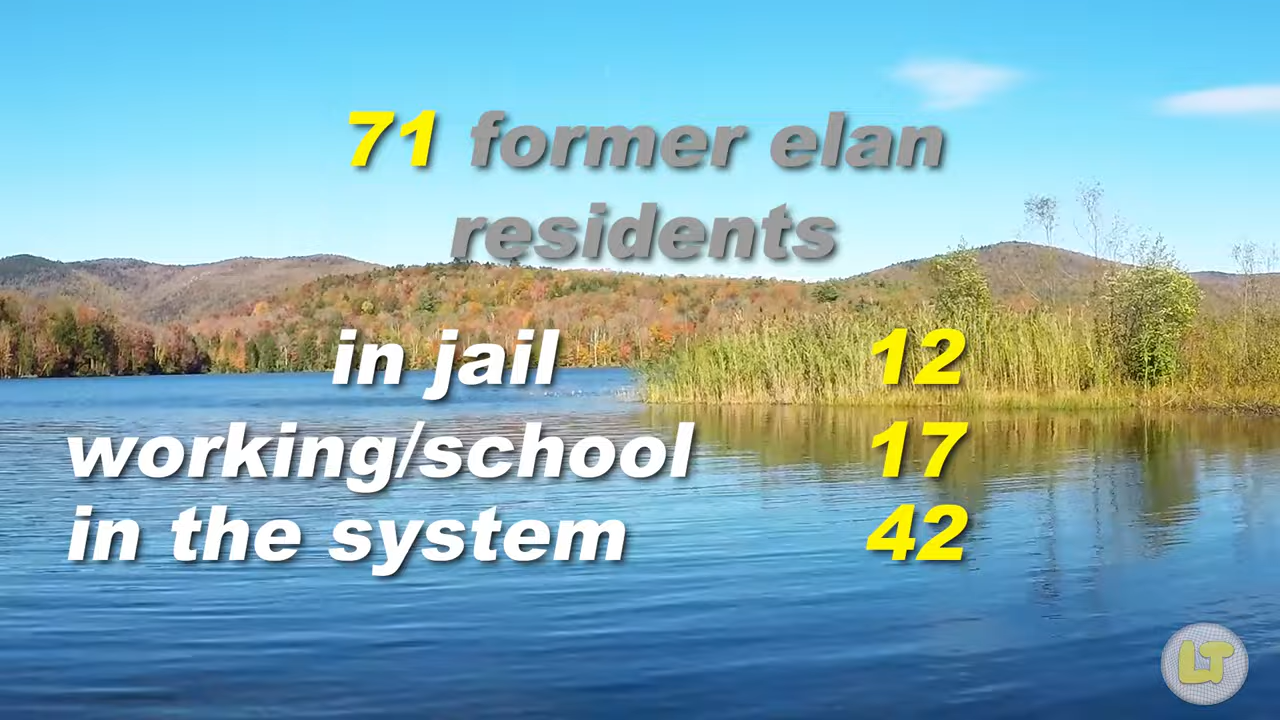 71 former elan
residents
in jail 12
working/school 17
in the system 42
LT